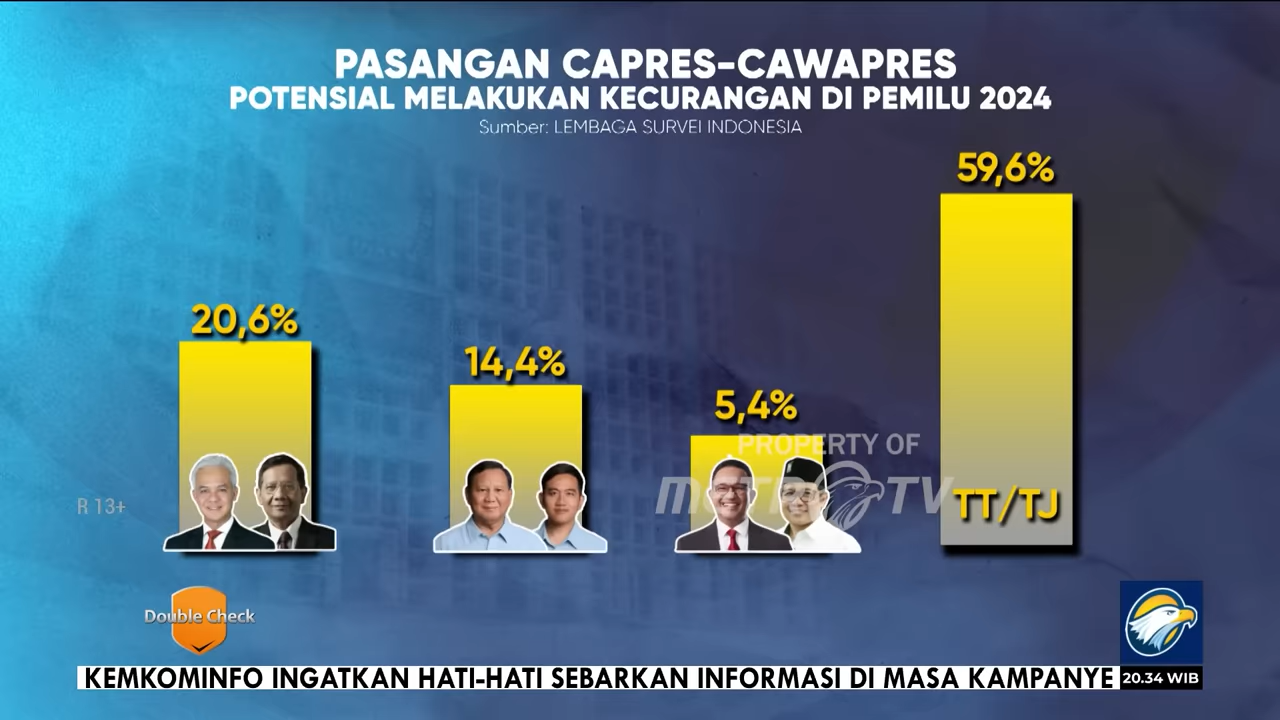 PASANGAN CAPRES-CAWAPRES
POTENSIAL MELAKUKAN KECURANGAN DI PEMILU 2024
Sumber: LEMBAGA SURVEI INDONESIA
59,6%
20,6%
14,4%
5,4%
PROPERTY OF
METRO TV
TT/TJ
R 13+
Double Check
KEMKOMINFO INGATKAN HATI-HATI SEBARKAN INFORMASI DI MASA KAMPANYE
20.34 WIB